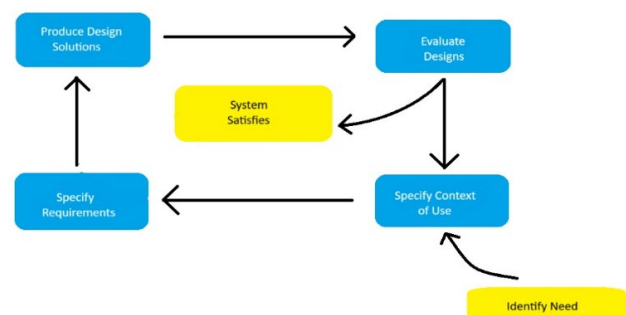 Produce Design
Solutions
Evaluate
Designs
System
Satisfies
Specify
Requirements
Specify Context
of Use
Identify Need